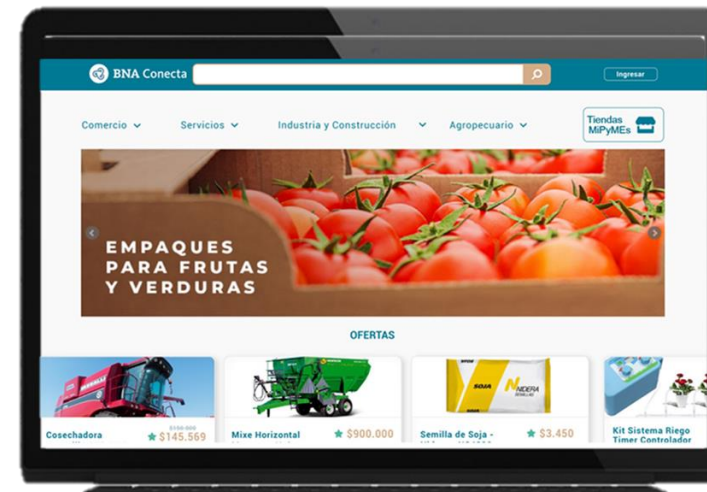 BNA Conecta
Ingresar
Comercio
Servicios
Industria y Construcción
Agropecuario
Tiendas
MiPyMEs
EMPAQUES
PARA FRUTAS
Y VERDURAS
OFERTAS
SOJA
NIDERA
SEMILLAS
Cosechadora
$145.569
Mixe Horizontal
$900.000
Semilla de Soja -
$3.450
Kit Sistema Riego
Timer Controlador